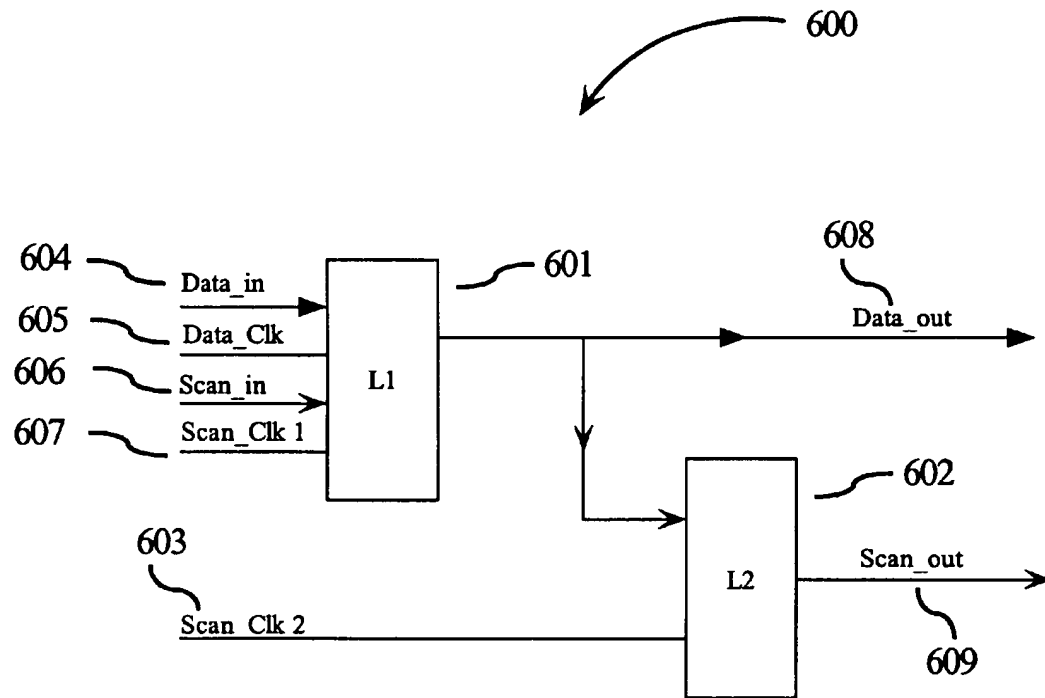 600
604
Data_in
601
608
Data_out
605
Data_Clk
606
Scan_in
L1
607
Scan_Clk 1
602
603
Scan_Clk 2
L2
Scan_out
609